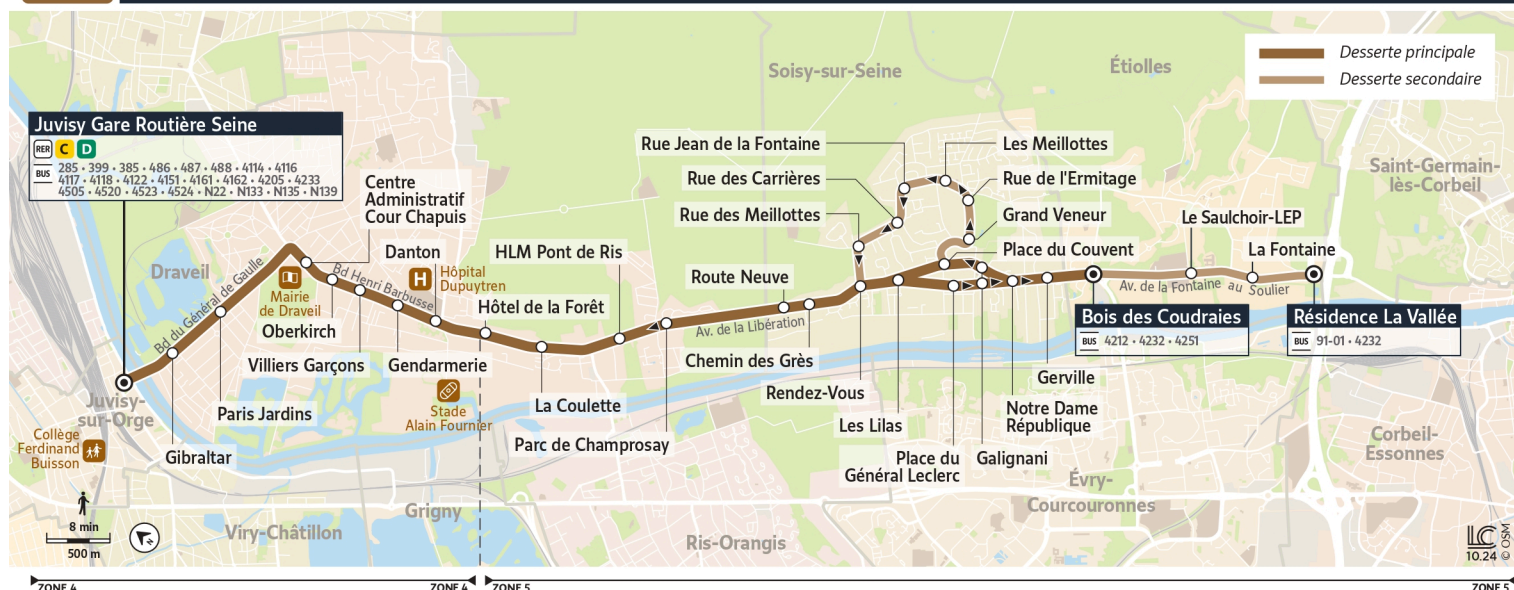 Desserte principale
Desserte secondaire
Soisy-sur-Seine
Étiolles
Saint-Germain-
lès-Corbeil
Juvisy Gare Routière Seine
RER C D
BUS
285 • 399 • 385 • 486 • 487 • 488 • 4114 • 4116
4117 • 4118 • 4122 • 4151 • 4161 • 4162 • 4205 • 4233
4505 • 4520 • 4523 • 4524 • N22 • N133 • N135 • N139
Centre
Administratif
Cour Chapuis
Draveil
Bd du Général de Gaulle
Mairie
de Draveil
Bd Henri Barbusse
Danton
H
Hôpital
Dupuytren
Oberkirch
Villiers Garçons
Gendarmerie
Hôtel de la Forêt
HLM Pont de Ris
Juvisy-
sur-Orge
Paris Jardins
Gibraltar
Collège
Ferdinand
Buisson
Stade
Alain Fournier
La Coulette
Parc de Champrosay
Route Neuve
Av. de la Libération
Chemin des Grès
Rendez-Vous
Rue Jean de la Fontaine
Rue des Carrières
Rue des Meillottes
Les Meillottes
Rue de l'Ermitage
Grand Veneur
Place du Couvent
Le Saulchoir-LEP
La Fontaine
Av. de la Fontaine au Soulier
Bois des Coudraies
BUS 4212 • 4232 • 4251
Résidence La Vallée
BUS 91-01 • 4232
Les Lilas
Place du
Général Leclerc
Galignani
Notre Dame
République
Gerville
Évry-
Courcouronnes
Corbeil-
Essonnes
Viry-Châtillon
Grigny
Ris-Orangis
8 min
500 m
LC
10.24
© OSM
ZONE 4
ZONE 4
ZONE 5
ZONE 5